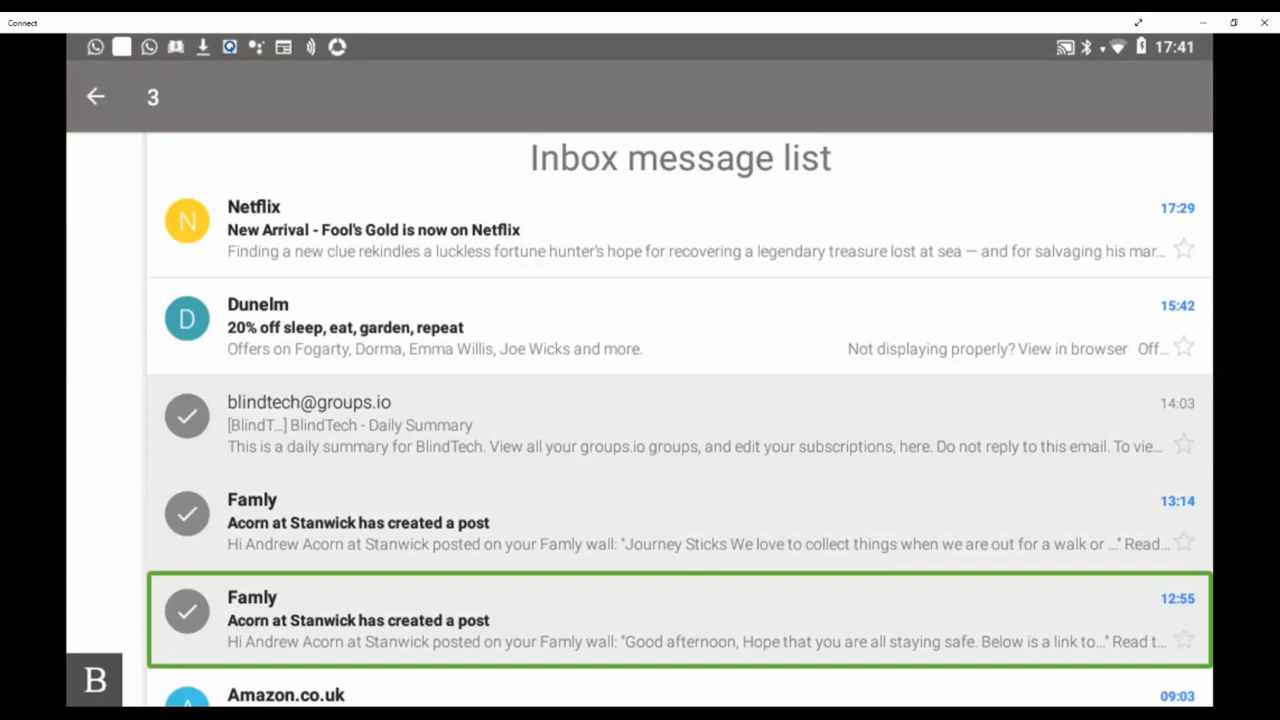 Connect
17:41
3
Inbox message list
N
Netflix
17:29
New Arrival - Fool's Gold is now on Netflix
Finding a new clue rekindles a luckless fortune hunter's hope for recovering a legendary treasure lost at sea — and for salvaging his mar...
D
Dunelm
15:42
20% off sleep, eat, garden, repeat
Offers on Fogarty, Dorma, Emma Willis, Joe Wicks and more. Not displaying properly? View in browser Off...
blindtech@groups.io
14:03
[BlindT...] BlindTech - Daily Summary
This is a daily summary for BlindTech. View all your groups.io groups, and edit your subscriptions, here. Do not reply to this email. To vie...
Famly
13:14
Acorn at Stanwick has created a post
Hi Andrew Acorn at Stanwick posted on your Famly wall: "Journey Sticks We love to collect things when we are out for a walk or ..." Read...
Famly
12:55
Acorn at Stanwick has created a post
Hi Andrew Acorn at Stanwick posted on your Famly wall: "Good afternoon, Hope that you are all staying safe. Below is a link to..." Read t...
B
A
Amazon.co.uk
09:03